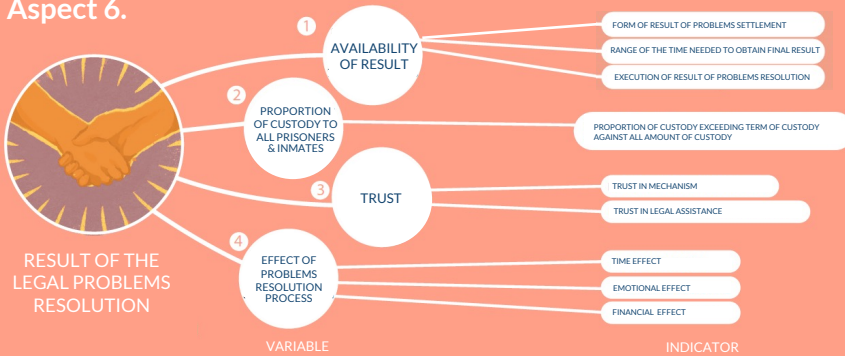 Aspect 6.
RESULT OF THE
LEGAL PROBLEMS
RESOLUTION
1
AVAILABILITY
OF RESULT
FORM OF RESULT OF PROBLEMS SETTLEMENT
RANGE OF THE TIME NEEDED TO OBTAIN FINAL RESULT
EXECUTION OF RESULT OF PROBLEMS RESOLUTION
2
PROPORTION
OF CUSTODY TO
ALL PRISONERS
& INMATES
PROPORTION OF CUSTODY EXCEEDING TERM OF CUSTODY
AGAINST ALL AMOUNT OF CUSTODY
3
TRUST
TRUST IN MECHANISM
TRUST IN LEGAL ASSISTANCE
4
EFFECT OF
PROBLEMS
RESOLUTION
PROCESS
TIME EFFECT
EMOTIONAL EFFECT
FINANCIAL EFFECT
VARIABLE
INDICATOR